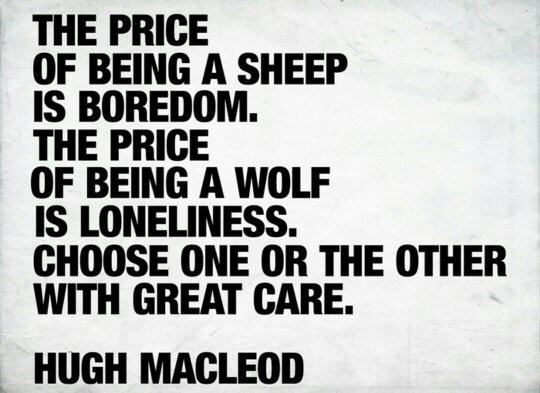 THE PRICE
OF BEING A SHEEP
IS BOREDOM.
THE PRICE
OF BEING A WOLF
IS LONELINESS.
CHOOSE ONE OR THE OTHER
WITH GREAT CARE.
HUGH MACLEOD